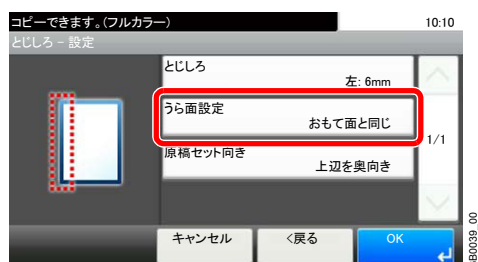 コピーできます。(フルカラー)
10:10
とじしろ - 設定
とじしろ
左: 6mm
うら面設定
おもて面と同じ
1/1
原稿セット向き
上辺を奥向き
キャンセル
<戻る
OK
B0039_00